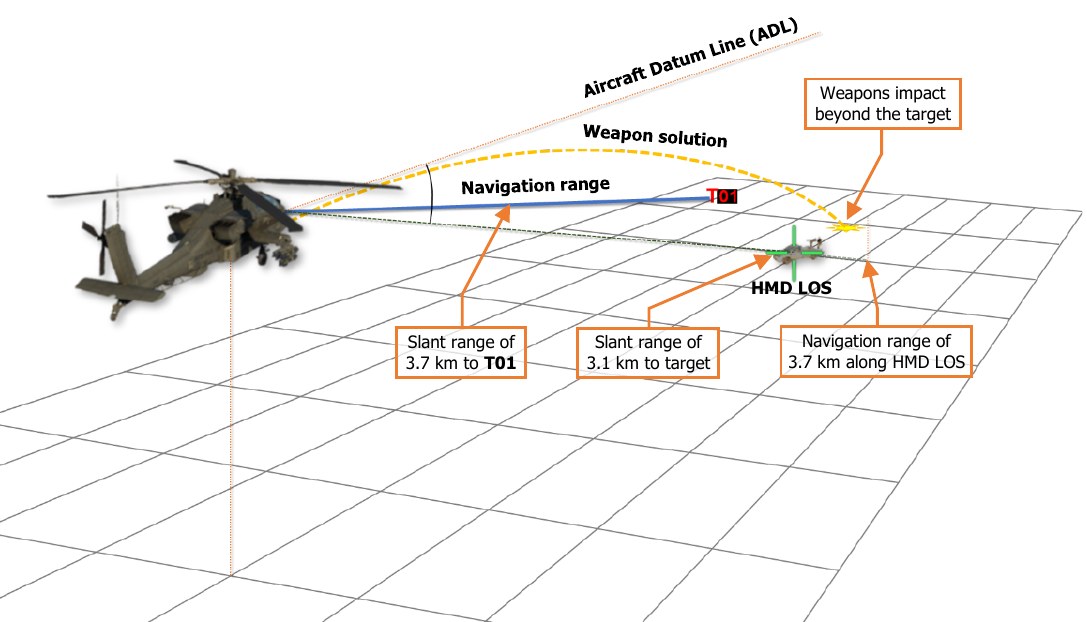 Aircraft Datum Line (ADL)
Weapons impact
beyond the target
Weapon solution
Navigation range
T01
HMD LOS
Slant range of
3.7 km to T01
Slant range of
3.1 km to target
Navigation range of
3.7 km along HMD LOS